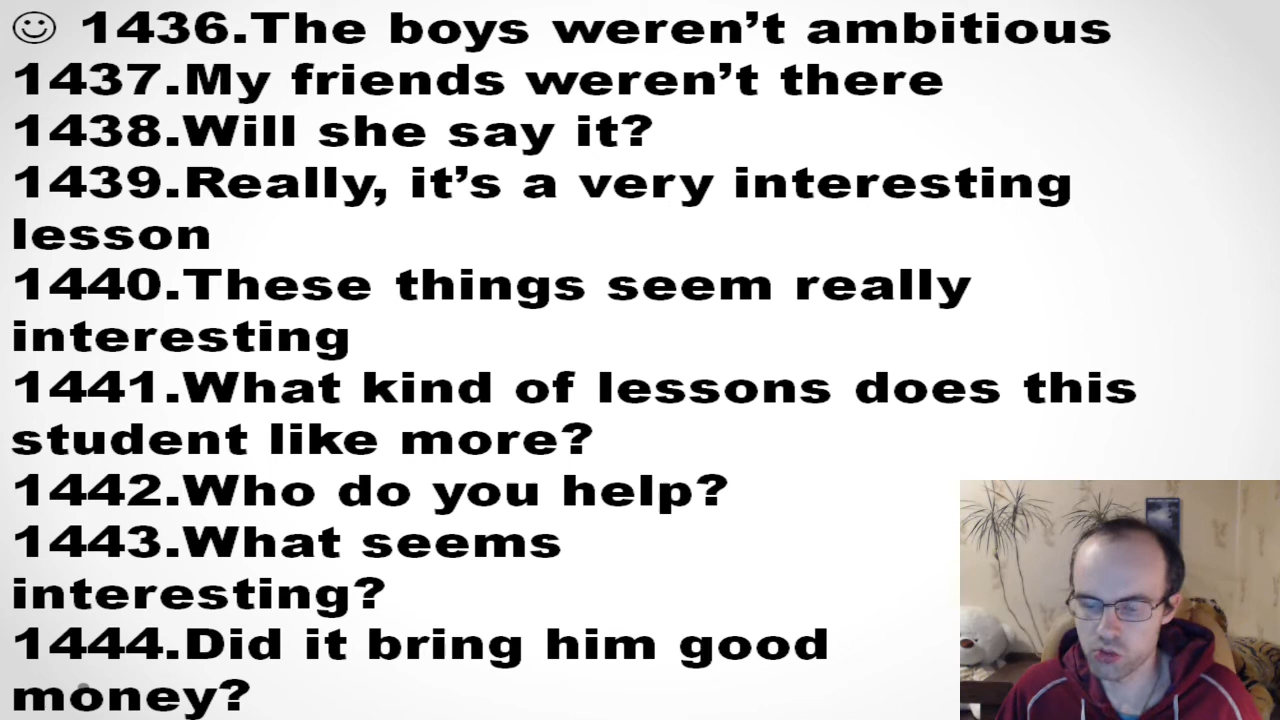 ☺ 1436.The boys weren’t ambitious
1437.My friends weren’t there
1438.Will she say it?
1439.Really, it’s a very interesting
lesson
1440.These things seem really
interesting
1441.What kind of lessons does this
student like more?
1442.Who do you help?
1443.What seems
interesting?
1444.Did it bring him good
money?